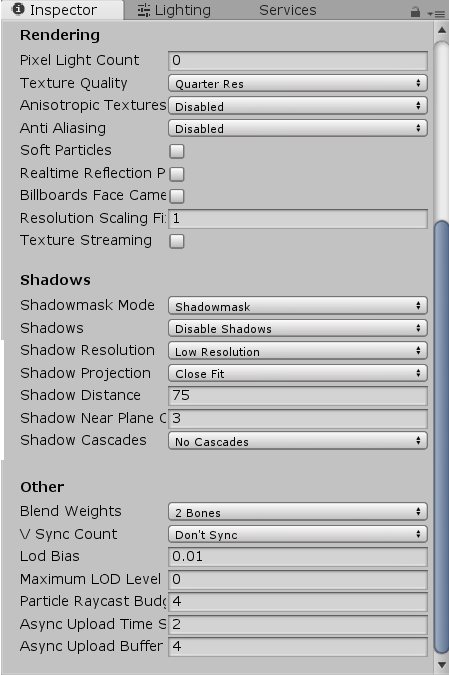 Inspector Lighting Services
Rendering
Pixel Light Count 0
Texture Quality Quarter Res
Anisotropic Textures Disabled
Anti Aliasing Disabled
Soft Particles
Realtime Reflection P
Billboards Face Came
Resolution Scaling Fi 1
Texture Streaming
Shadows
Shadowmask Mode Shadowmask
Shadows Disable Shadows
Shadow Resolution Low Resolution
Shadow Projection Close Fit
Shadow Distance 75
Shadow Near Plane O 3
Shadow Cascades No Cascades
Other
Blend Weights 2 Bones
V Sync Count Don't Sync
Lod Bias 0.01
Maximum LOD Level 0
Particle Raycast Budg 4
Async Upload Time S 2
Async Upload Buffer 4